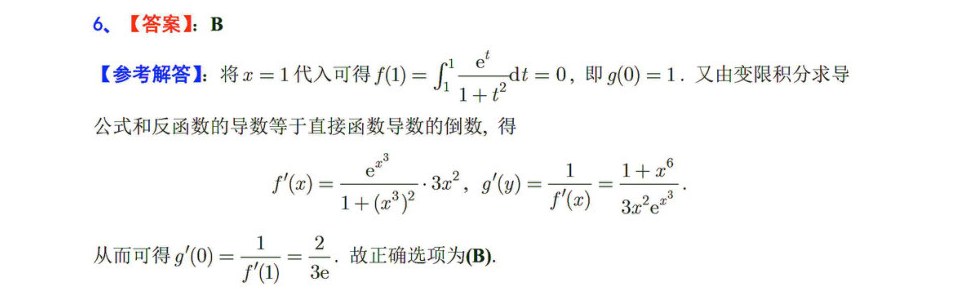 6、【答案】：B
【参考解答】：将 x = 1 代入可得 f(1) = ∫₁¹ e^t/(1+t²) dt = 0，即 g(0) = 1．又由变限积分求导
公式和反函数的导数等于直接函数导数的倒数，得
f′(x) = e^{x³}/(1+(x³)²) · 3x²，g′(y) = 1/f′(x) = (1+x⁶)/(3x²e^{x³})．
从而可得 g′(0) = 1/f′(1) = 2/(3e)．故正确选项为(B).